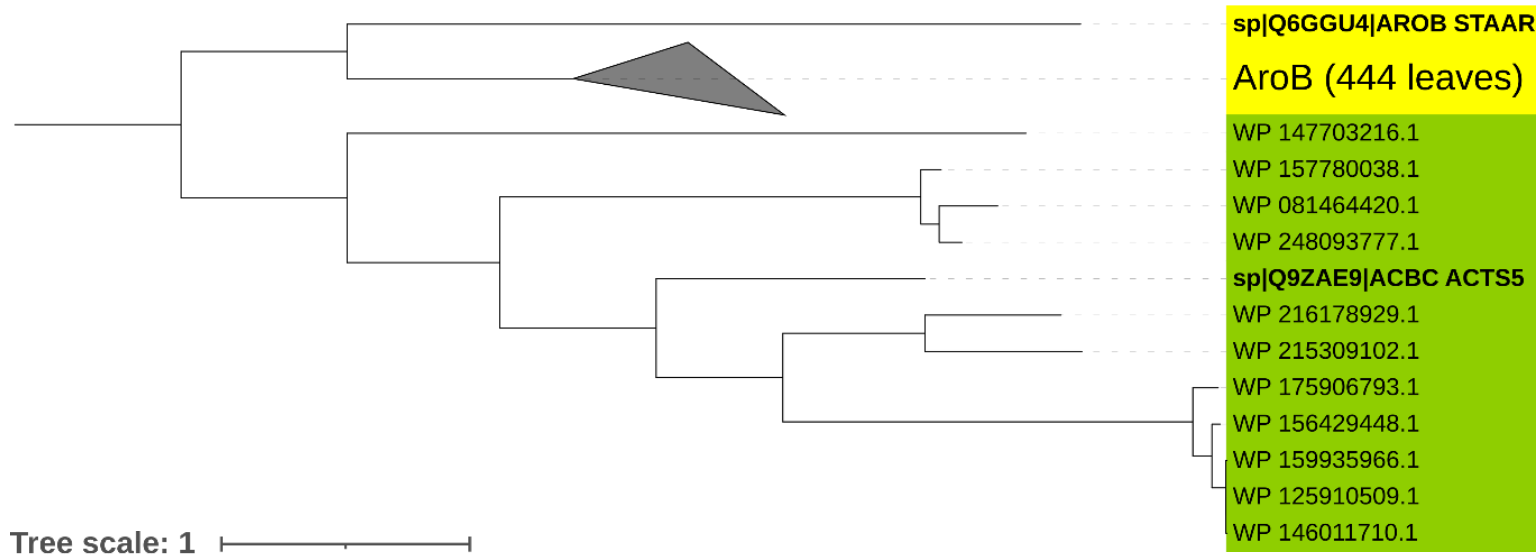 sp|Q6GGU4|AROB STAAR
AroB (444 leaves)
WP 147703216.1
WP 157780038.1
WP 081464420.1
WP 248093777.1
sp|Q9ZAE9|ACBC ACTS5
WP 216178929.1
WP 215309102.1
WP 175906793.1
WP 156429448.1
WP 159935966.1
WP 125910509.1
WP 146011710.1
Tree scale: 1